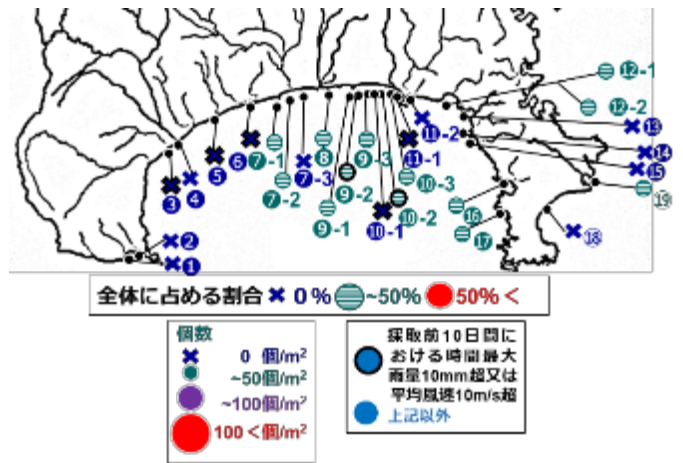 ⑫-1
⑫-2
⑬
⑪-2
⑪-1
⑭
⑮
⑥
⑦-1
⑧
⑨-3
⑤
⑦-3
④
③
⑩-3
⑲
⑨-2
⑦-2
⑩-2
⑯
⑨-1
⑩-1
⑰
⑱
②
①
全体に占める割合 × 0% ~50% 50%<
個数
× 0 個/m²
~50個/m²
~100個/m²
100<個/m²
採取前10日間に
おける時間最大
雨量10mm超又は
平均風速10m/s超
上記以外